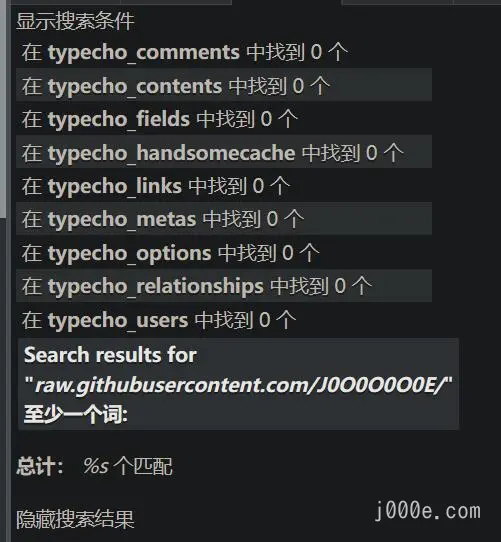 显示搜索条件
在 typecho_comments 中找到 0 个
在 typecho_contents 中找到 0 个
在 typecho_fields 中找到 0 个
在 typecho_handsomecache 中找到 0 个
在 typecho_links 中找到 0 个
在 typecho_metas 中找到 0 个
在 typecho_options 中找到 0 个
在 typecho_relationships 中找到 0 个
在 typecho_users 中找到 0 个
Search results for
"raw.githubusercontent.com/J0O0O0O0E/"
至少一个词:
总计： %s 个匹配
隐藏搜索结果
j000e.com